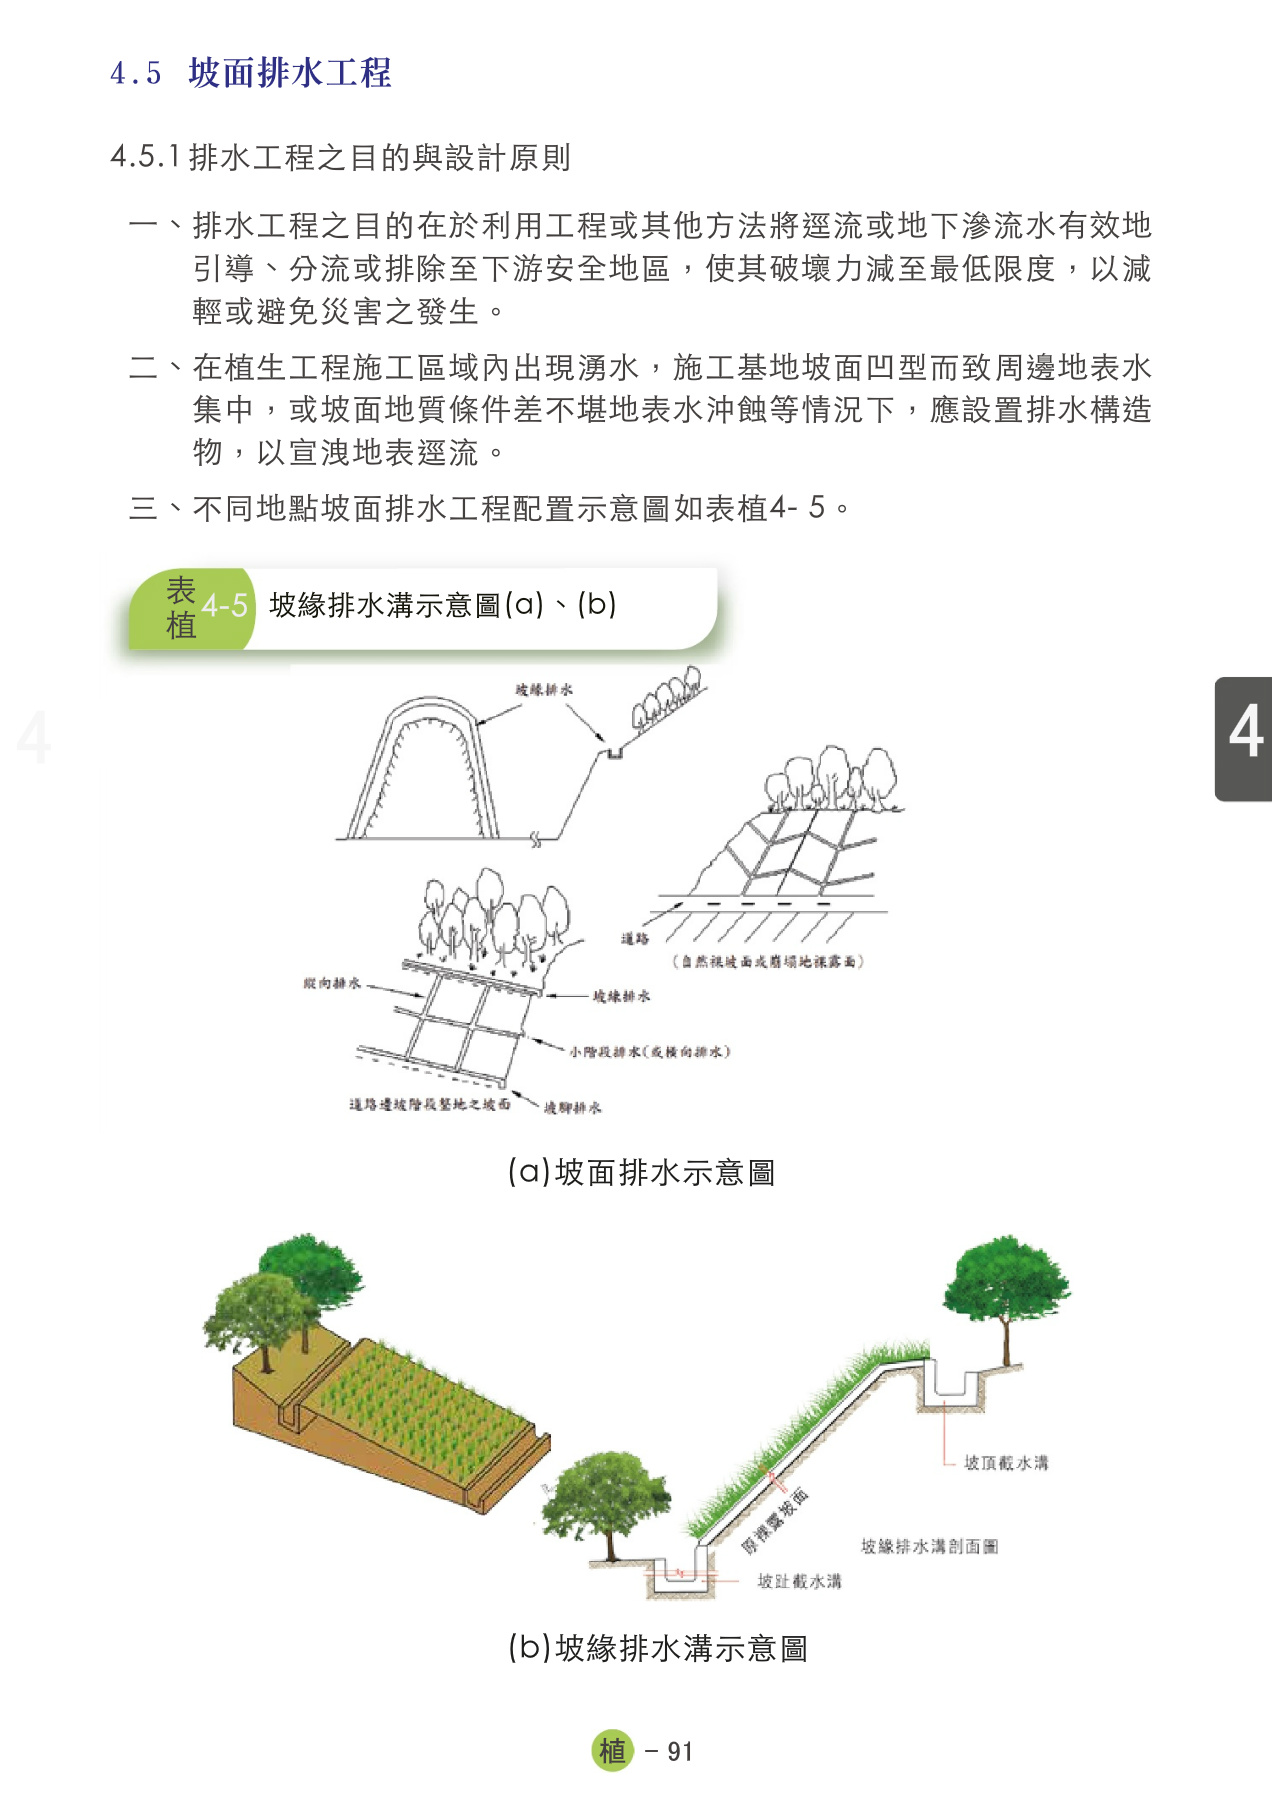 4.5 坡面排水工程
4.5.1排水工程之目的與設計原則
一、排水工程之目的在於利用工程或其他方法將逕流或地下滲流水有效地
引導、分流或排除至下游安全地區，使其破壞力減至最低限度，以減
輕或避免災害之發生。
二、在植生工程施工區域內出現湧水，施工基地坡面凹型而致周邊地表水
集中，或坡面地質條件差不堪地表水沖蝕等情況下，應設置排水構造
物，以宣洩地表逕流。
三、不同地點坡面排水工程配置示意圖如表植4- 5。
表植 4-5 坡緣排水溝示意圖(a)、(b)
坡緣排水
4
4
道路
(自然裸坡面或崩塌地裸露面)
縱向排水
坡緣排水
小階段排水(或橫向排水)
道路邊坡階段整地之坡面
坡腳排水
(a)坡面排水示意圖
坡頂截水溝
原裸露坡面
坡緣排水溝剖面圖
坡趾截水溝
(b)坡緣排水溝示意圖
植 - 91